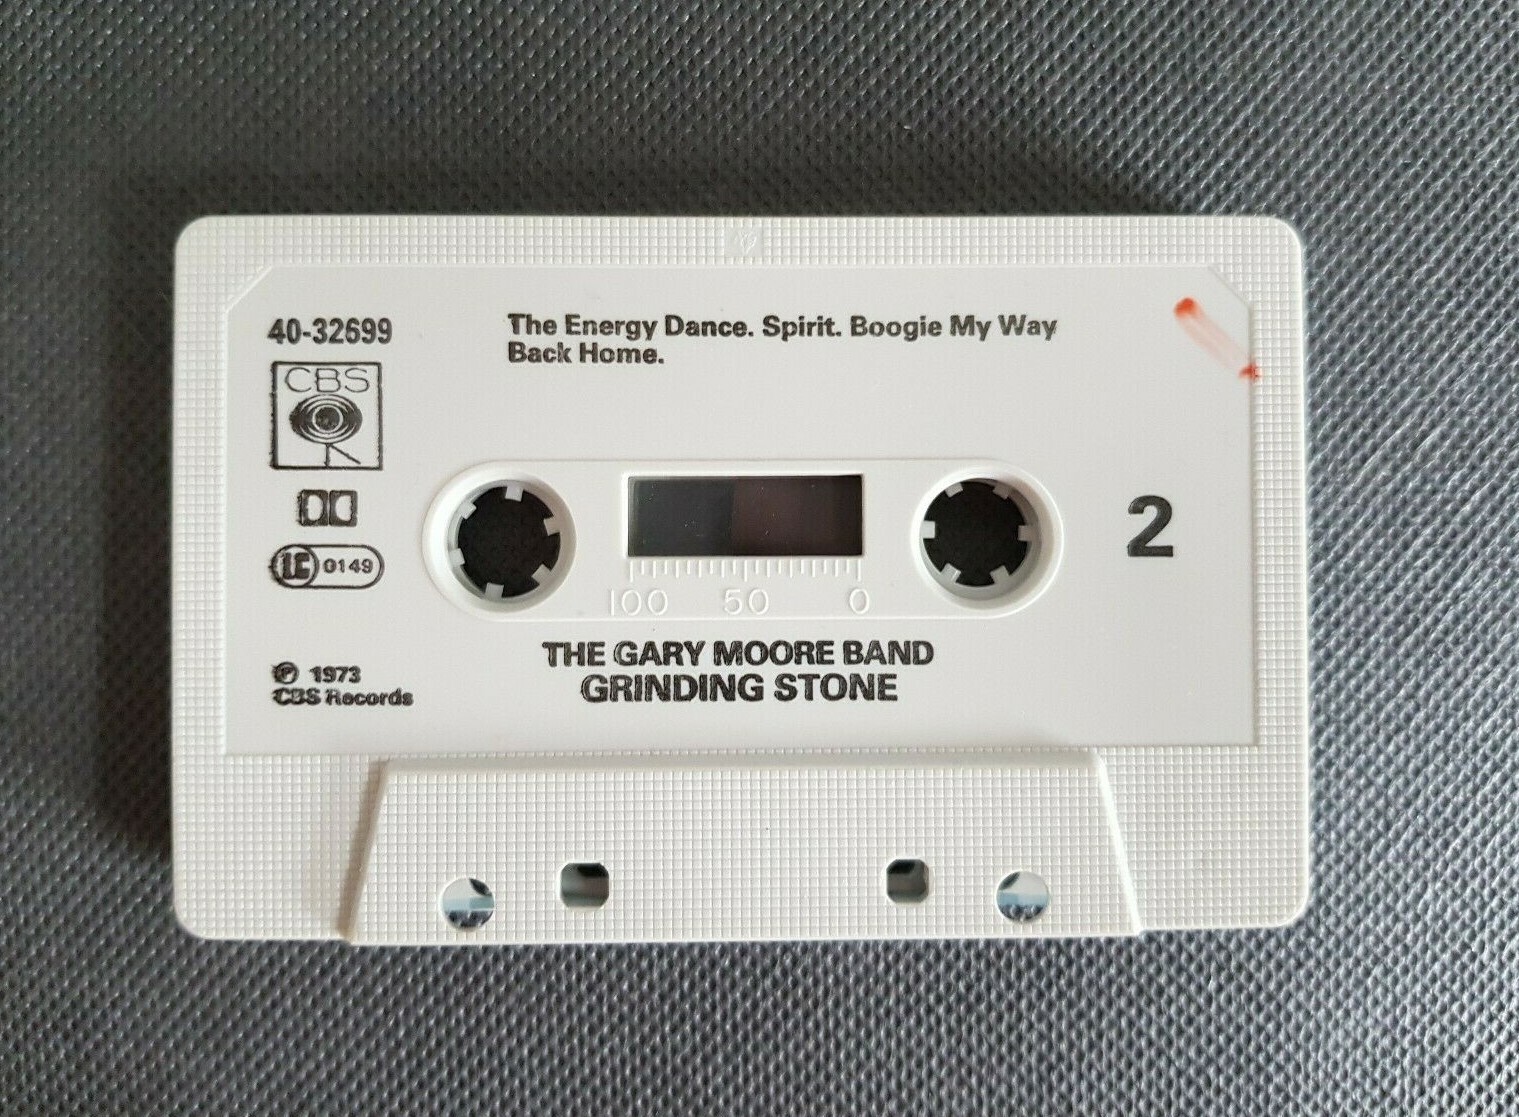 40-32699
The Energy Dance. Spirit. Boogie My Way
Back Home.
CBS
LC 0149
2
100 50 0
THE GARY MOORE BAND
GRINDING STONE
℗ 1973
CBS Records